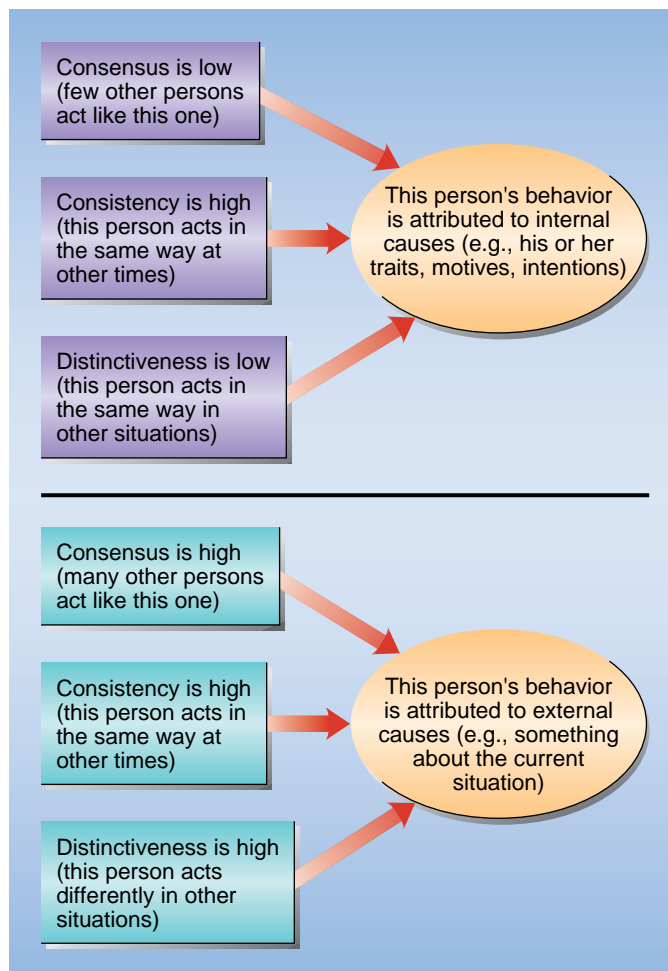 Consensus is low
(few other persons
act like this one)
Consistency is high
(this person acts in
the same way at
other times)
Distinctiveness is low
(this person acts in
the same way in
other situations)
This person's behavior
is attributed to internal
causes (e.g., his or her
traits, motives, intentions)
Consensus is high
(many other persons
act like this one)
Consistency is high
(this person acts in
the same way at
other times)
Distinctiveness is high
(this person acts
differently in other
situations)
This person's behavior
is attributed to external
causes (e.g., something
about the current
situation)